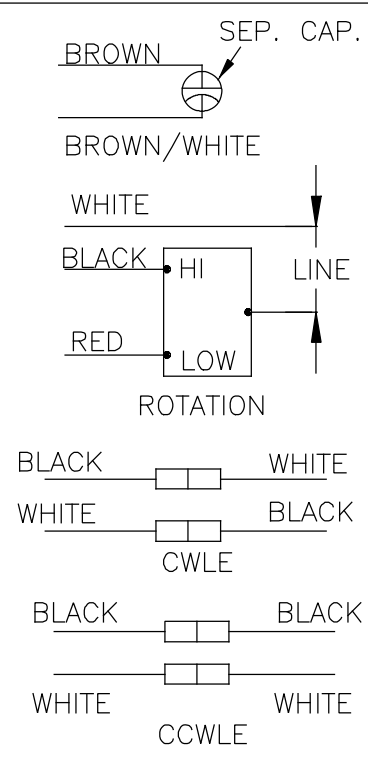 SEP. CAP.
BROWN
BROWN/WHITE
WHITE
BLACK HI LINE
RED LOW
ROTATION
BLACK WHITE
WHITE BLACK
CWLE
BLACK BLACK
WHITE WHITE
CCWLE